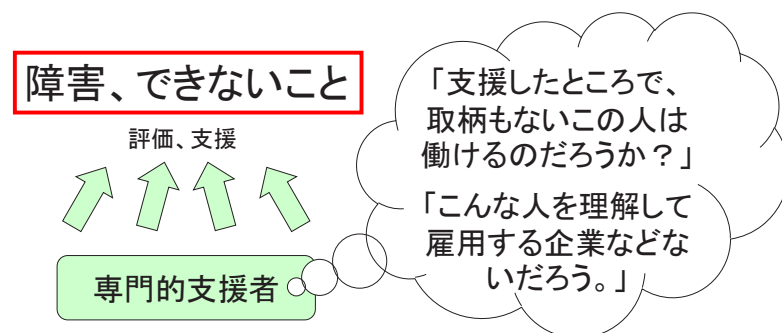 障害、できないこと
評価、支援
専門的支援者
「支援したところで、
取柄もないこの人は
働けるのだろうか？」
「こんな人を理解して
雇用する企業などな
いだろう。」